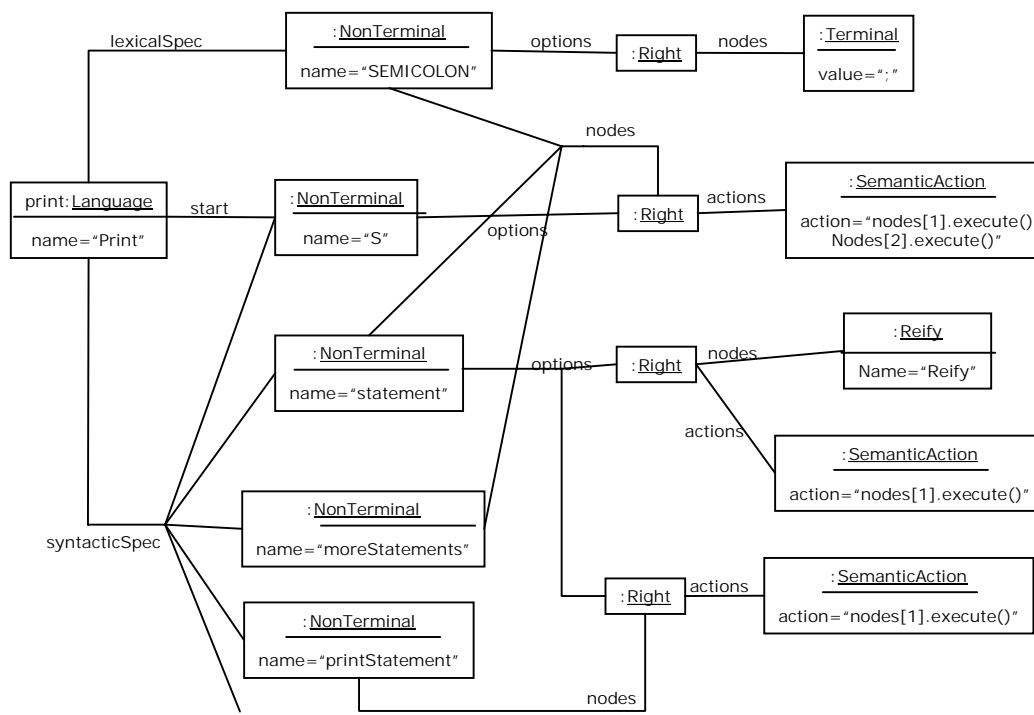 :NonTerminal
name=“SEMICOLON”
lexicalSpec
options
:Right
nodes
:Terminal
value=“;”
nodes
print:Language
name=“Print”
start
:NonTerminal
name=“S”
options
:Right
actions
:SemanticAction
action=“nodes[1].execute()
Nodes[2].execute()”
:NonTerminal
name=“statement”
options
:Right
nodes
:Reify
Name=“Reify”
actions
:SemanticAction
action=“nodes[1].execute()”
syntacticSpec
:NonTerminal
name=“moreStatements”
:Right
actions
:SemanticAction
action=“nodes[1].execute()”
:NonTerminal
name=“printStatement”
nodes